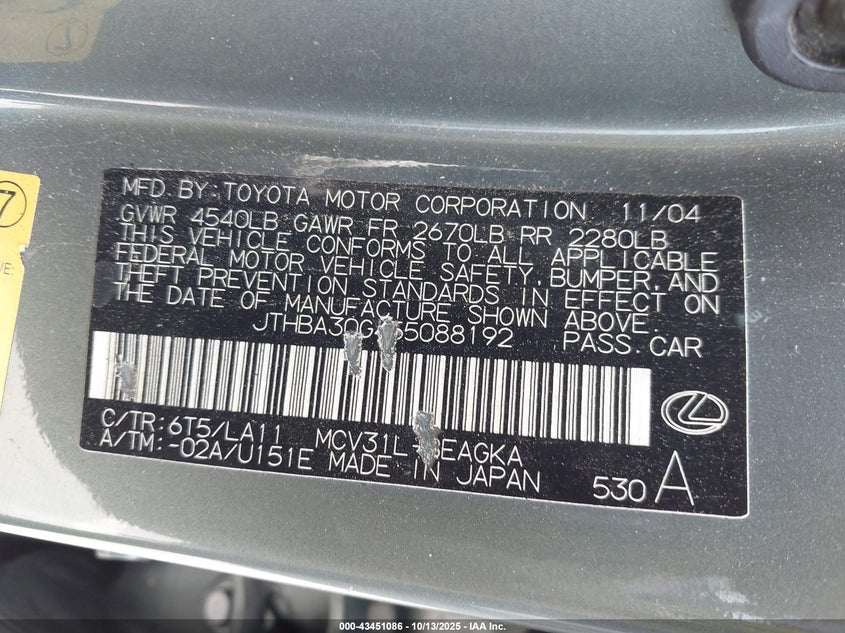 7
VE:
MFD. BY: TOYOTA MOTOR CORPORATION 11/04
GVWR 4540LB GAWR FR 2670LB RR 2280LB
THIS VEHICLE CONFORMS TO ALL APPLICABLE
FEDERAL MOTOR VEHICLE SAFETY, BUMPER, AND
THEFT PREVENTION STANDARDS IN EFFECT ON
THE DATE OF MANUFACTURE SHOWN ABOVE.
PASS. CAR
C/TR: 6T5/LA11 MCV31L
A/TM: -02A/U151E MADE IN JAPAN
530 A
000-43451086 - 10/13/2025 - IAA Inc.